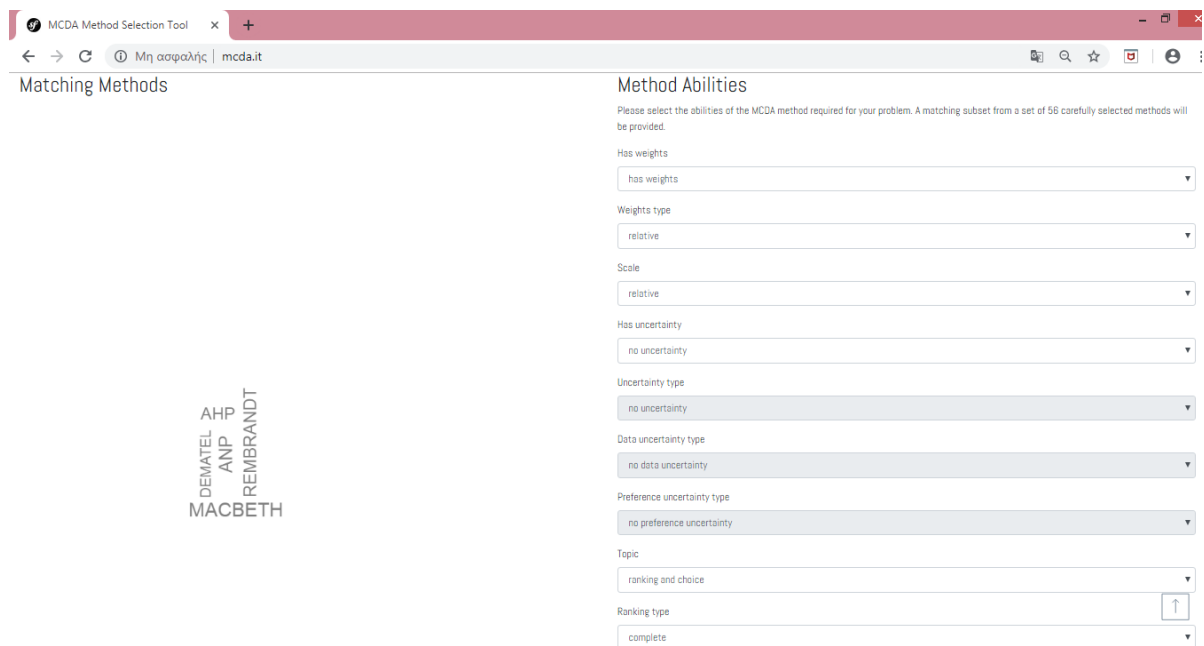 MCDA Method Selection Tool
Μη ασφαλής | mcda.it
Matching Methods
AHP
DEMATEL
ANP
REMBRANDT
MACBETH
Method Abilities
Please select the abilities of the MCDA method required for your problem. A matching subset from a set of 56 carefully selected methods will
be provided.
Has weights
has weights
Weights type
relative
Scale
relative
Has uncertainty
no uncertainty
Uncertainty type
no uncertainty
Data uncertainty type
no data uncertainty
Preference uncertainty type
no preference uncertainty
Topic
ranking and choice
Ranking type
complete